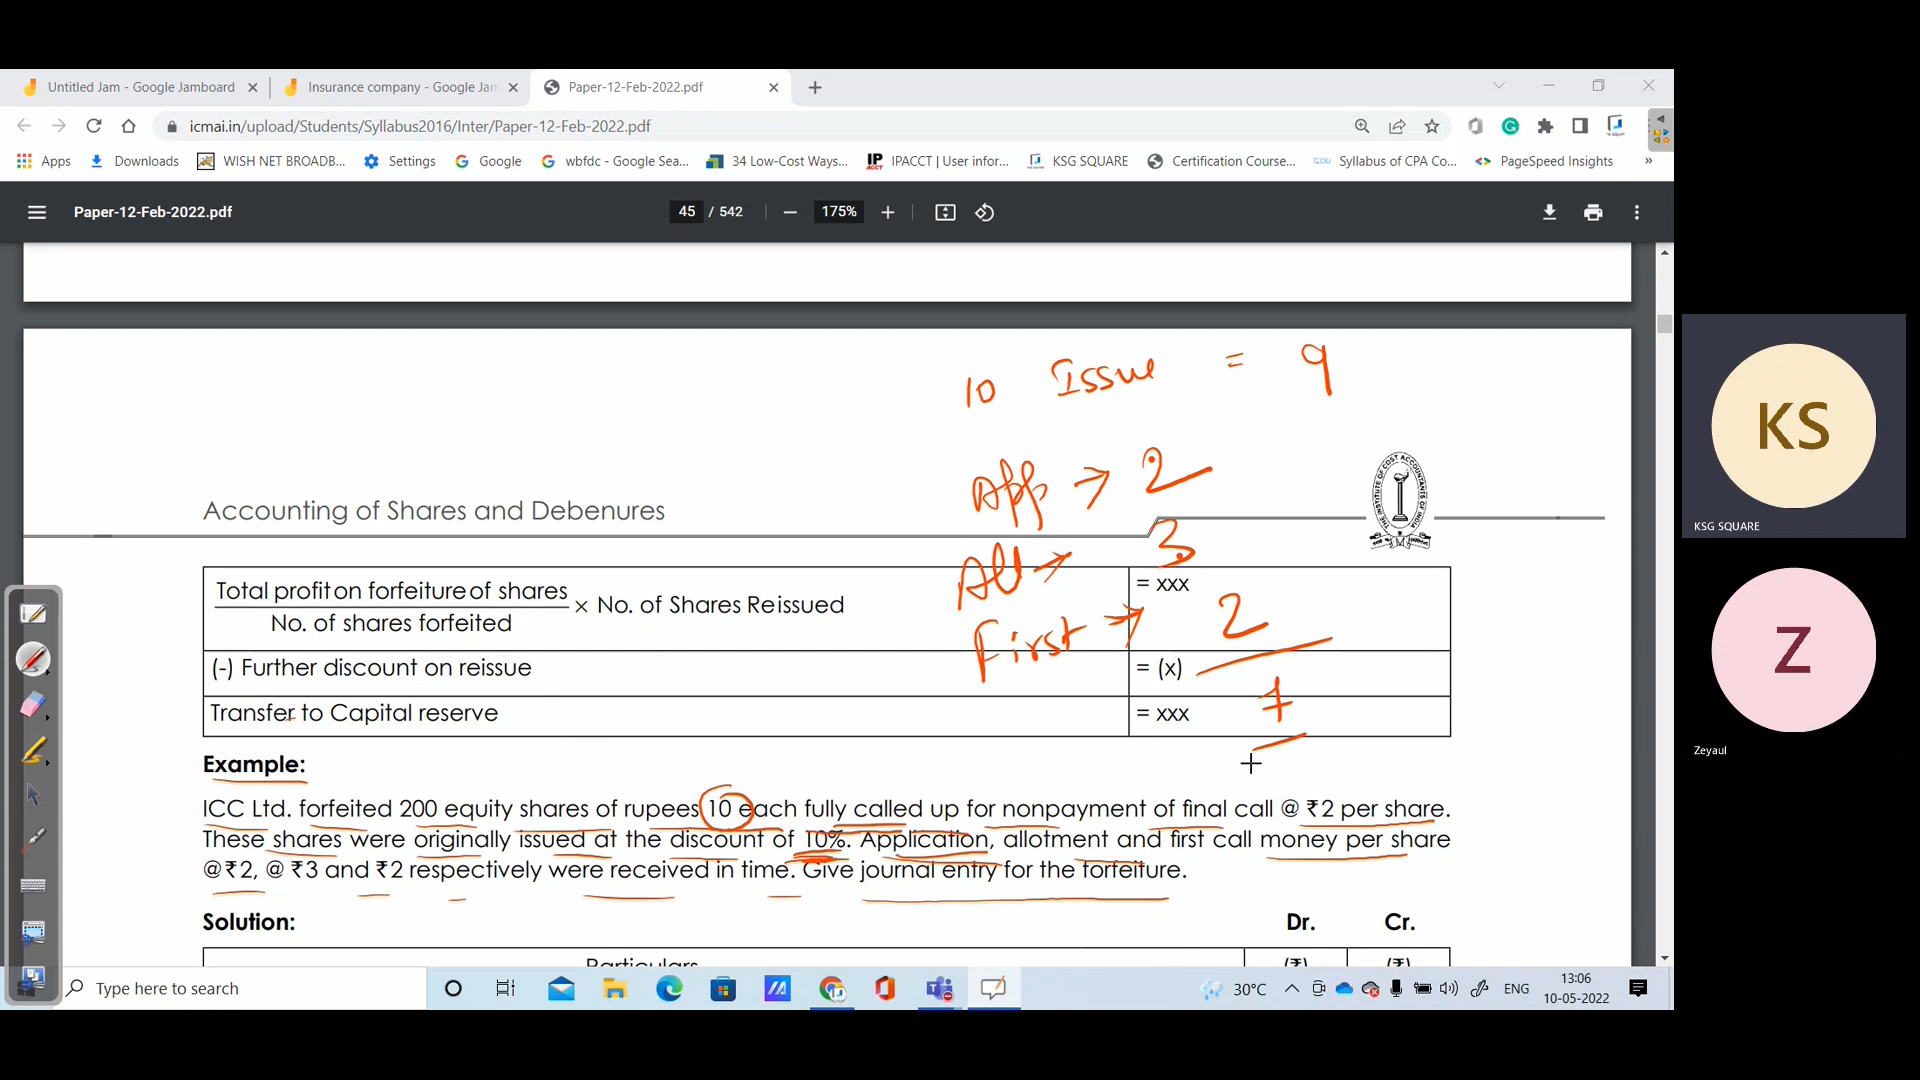 Untitled Jam - Google Jamboard
Insurance company - Google Jam
Paper-12-Feb-2022.pdf
icmai.in/upload/Students/Syllabus2016/Inter/Paper-12-Feb-2022.pdf
Apps Downloads WISH NET BROADB... Settings Google wbfdc - Google Sea... 34 Low-Cost Ways... IPACCT | User infor... KSG SQUARE Certification Course... Syllabus of CPA Co... PageSpeed Insights »
Paper-12-Feb-2022.pdf 45 / 542 175%
10 Issue = 9
App → 2
Accounting of Shares and Debenures
All → 3
First → 2
7
Total profit on forfeiture of shares
No. of shares forfeited
× No. of Shares Reissued
= xxx
(-) Further discount on reissue = (x)
Transfer to Capital reserve = xxx
Example:
ICC Ltd. forfeited 200 equity shares of rupees 10 each fully called up for nonpayment of final call @ ₹2 per share.
These shares were originally issued at the discount of 10%. Application, allotment and first call money per share
@₹2, @ ₹3 and ₹2 respectively were received in time. Give journal entry for the forfeiture.
Solution: Dr. Cr.
Particulars (₹) (₹)
KS
KSG SQUARE
Z
Zeyaul
Type here to search
30°C ENG 13:06
10-05-2022